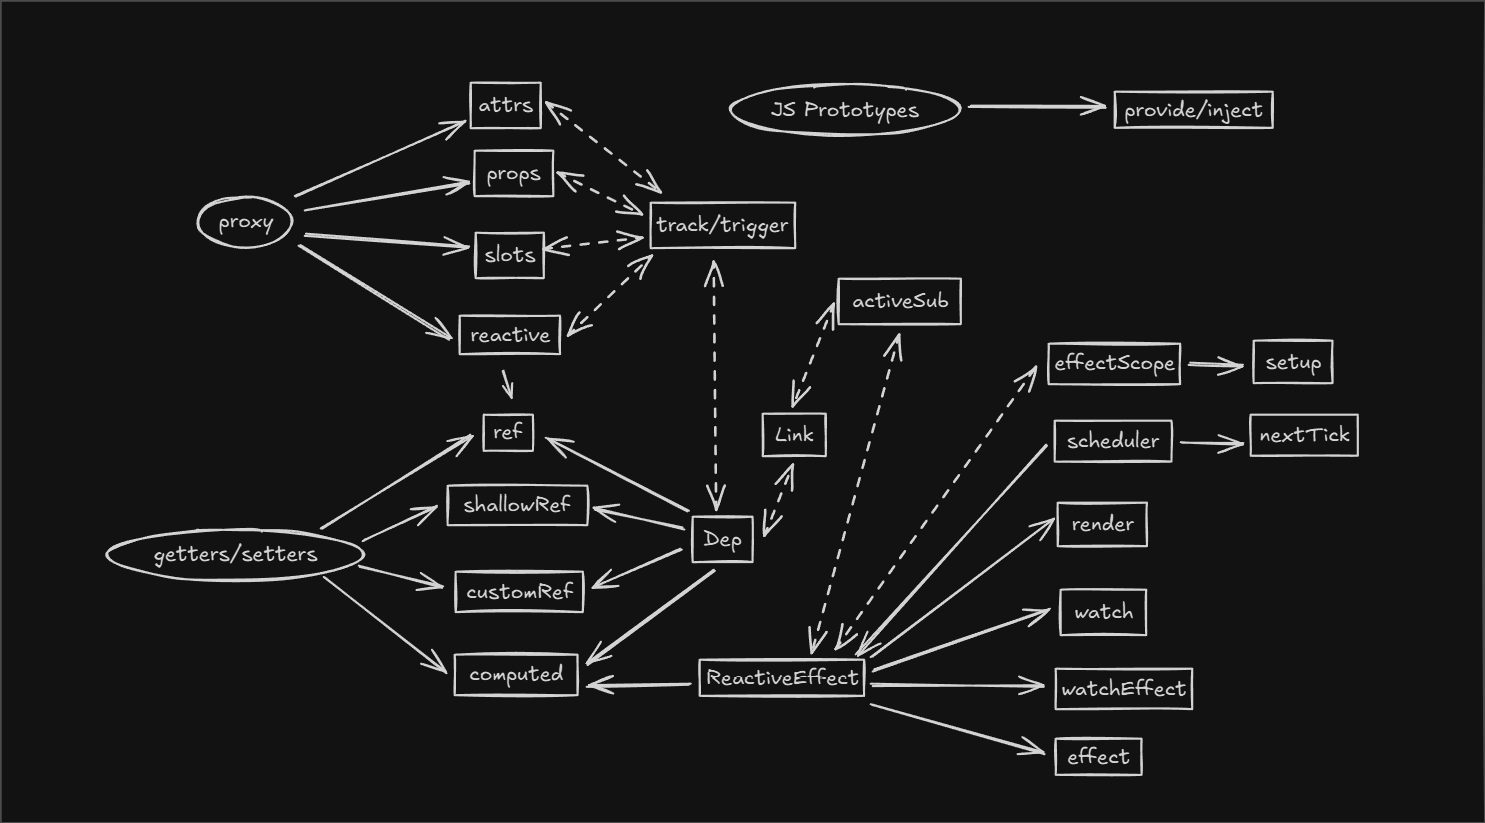 attrs
JS Prototypes
provide/inject
props
proxy
track/trigger
slots
activeSub
reactive
effectScope
setup
ref
Link
scheduler
nextTick
shallowRef
render
Dep
getters/setters
customRef
watch
computed
ReactiveEffect
watchEffect
effect